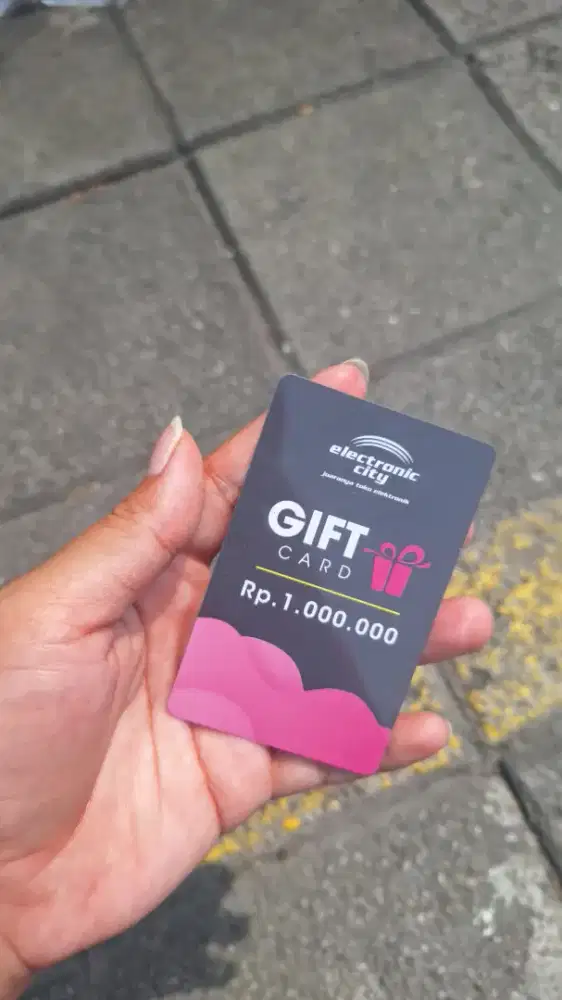 electronic
city
juaranya toko elektronik
GIFT
CARD
Rp.1.000.000